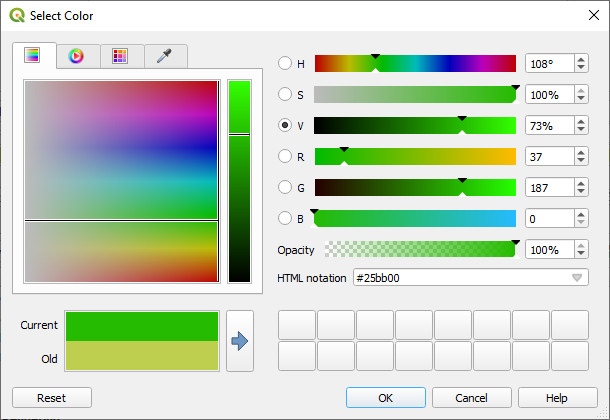 Select Color
H 108°
S 100%
V 73%
R 37
G 187
B 0
Opacity 100%
HTML notation #25bb00
Current
Old
Reset OK Cancel Help